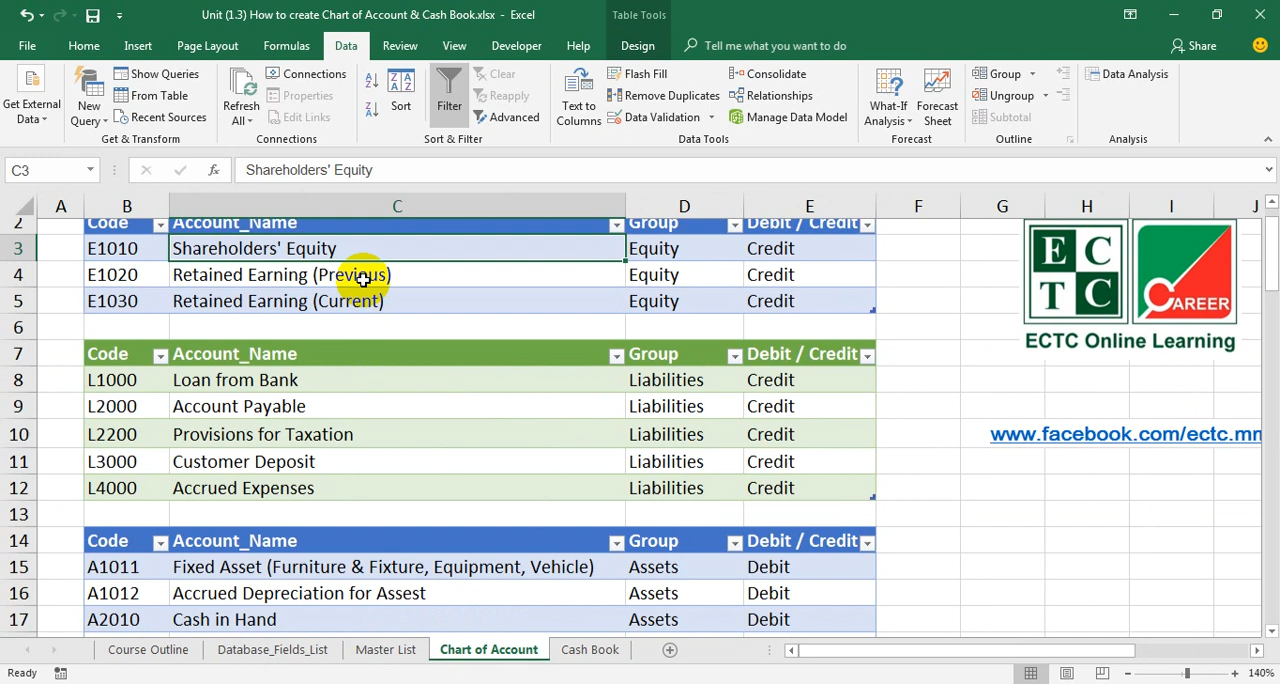 Unit (1.3) How to create Chart of Account & Cash Book.xlsx - Excel
Table Tools
File Home Insert Page Layout Formulas Data Review View Developer Help Design Tell me what you want to do Share
Get External Data
New Query
Show Queries
From Table
Recent Sources
Get & Transform
Refresh All
Connections
Properties
Edit Links
Connections
Sort
Filter
Clear
Reapply
Advanced
Sort & Filter
Text to Columns
Flash Fill
Remove Duplicates
Data Validation
Consolidate
Relationships
Manage Data Model
Data Tools
What-If Analysis
Forecast Sheet
Forecast
Group
Ungroup
Subtotal
Outline
Data Analysis
Analysis
C3 fx Shareholders' Equity
A B C D E F G H I J
2 Code Account_Name Group Debit / Credit
3 E1010 Shareholders' Equity Equity Credit
4 E1020 Retained Earning (Previous) Equity Credit
5 E1030 Retained Earning (Current) Equity Credit
6
7 Code Account_Name Group Debit / Credit
8 L1000 Loan from Bank Liabilities Credit
9 L2000 Account Payable Liabilities Credit
10 L2200 Provisions for Taxation Liabilities Credit
11 L3000 Customer Deposit Liabilities Credit
12 L4000 Accrued Expenses Liabilities Credit
13
14 Code Account_Name Group Debit / Credit
15 A1011 Fixed Asset (Furniture & Fixture, Equipment, Vehicle) Assets Debit
16 A1012 Accrued Depreciation for Assest Assets Debit
17 A2010 Cash in Hand Assets Debit
E C
T C
CAREER
ECTC Online Learning
www.facebook.com/ectc.mm
Course Outline Database_Fields_List Master List Chart of Account Cash Book
Ready 140%